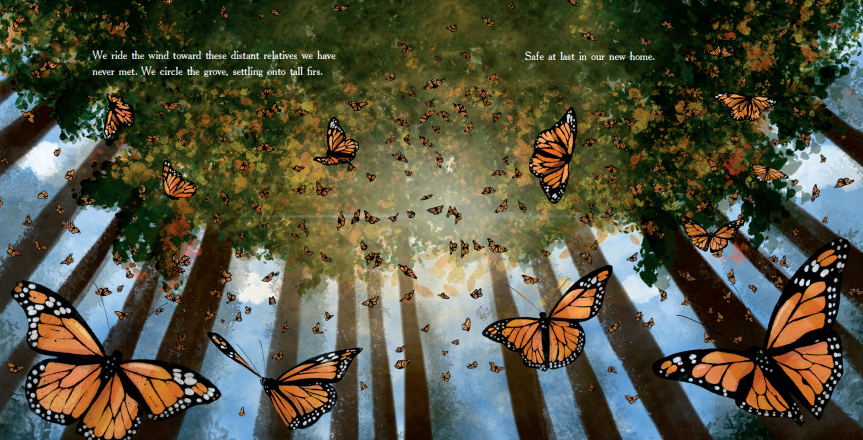 We ride the wind toward these distant relatives we have
never met. We circle the grove, settling onto tall firs.
Safe at last in our new home.